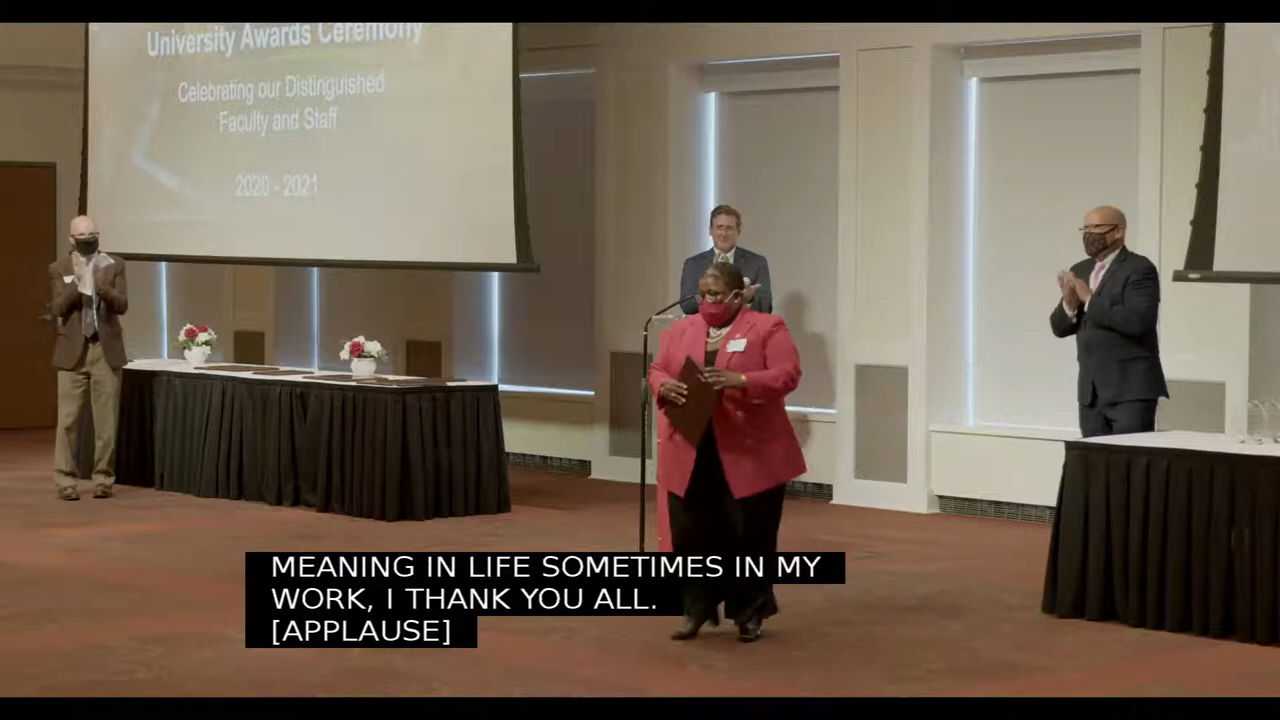 University Awards Ceremony
Celebrating our Distinguished
Faculty and Staff
2020 - 2021
MEANING IN LIFE SOMETIMES IN MY
WORK, I THANK YOU ALL.
[APPLAUSE]